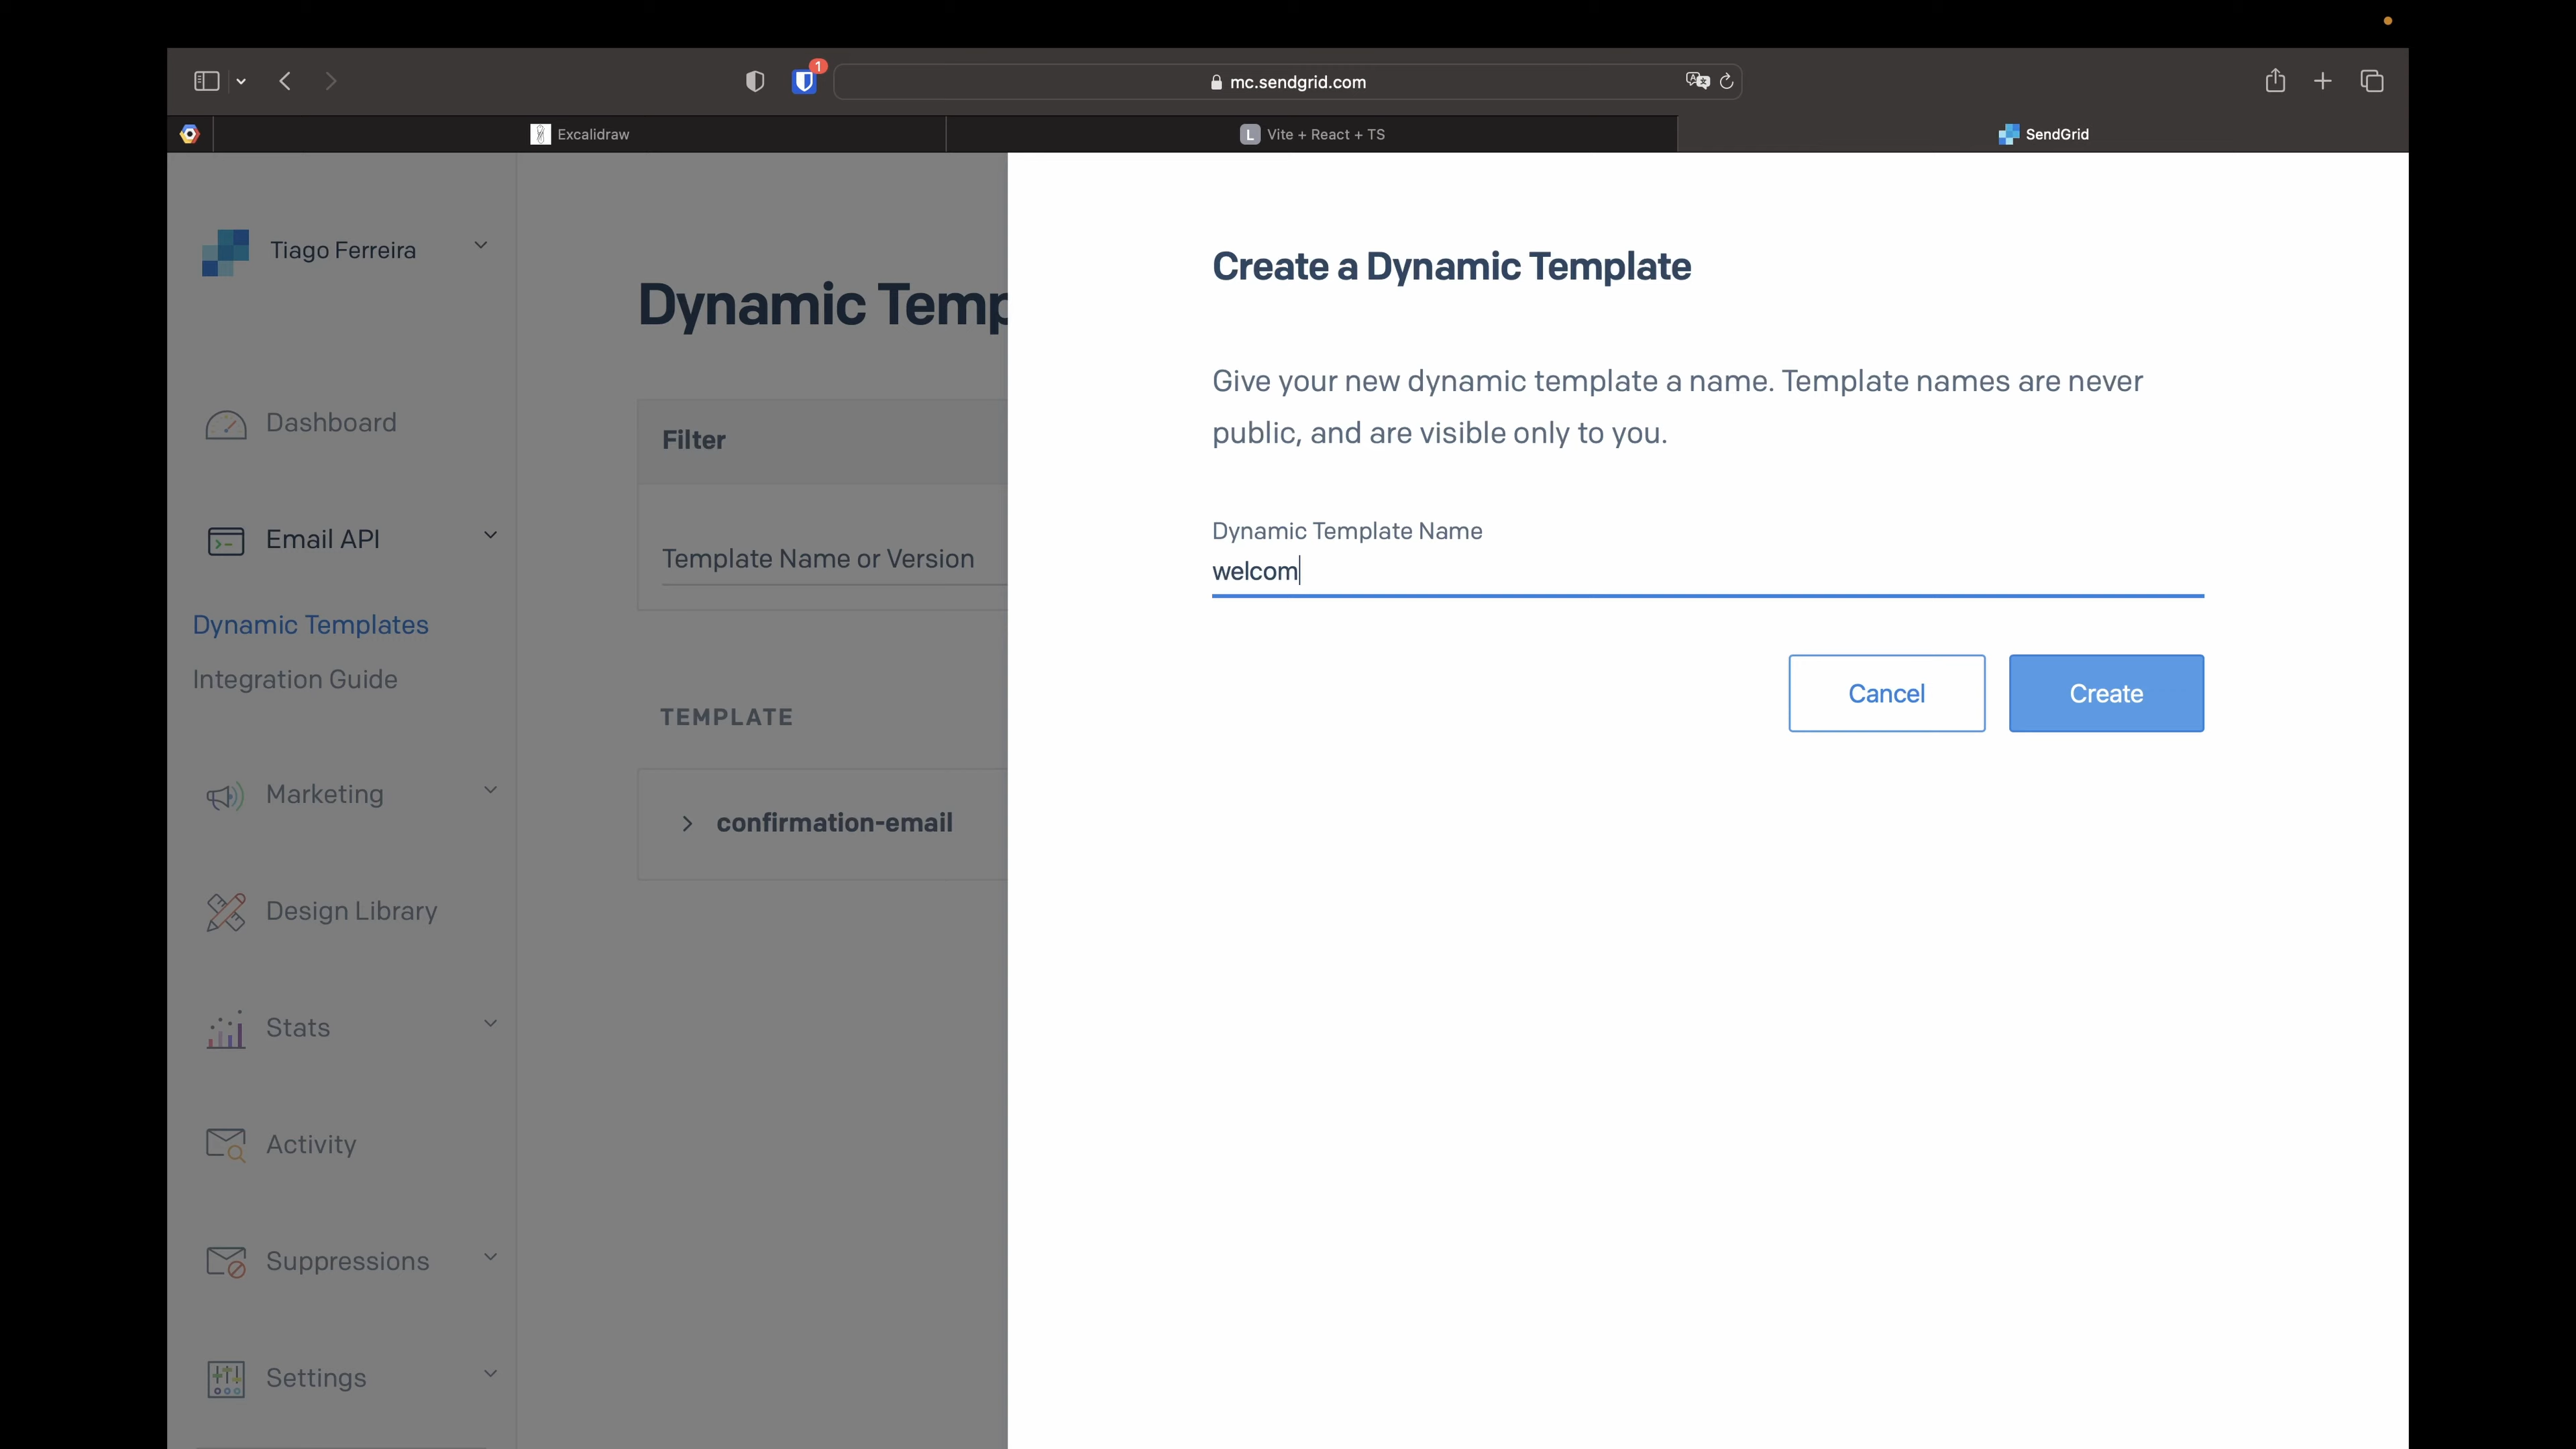 1
mc.sendgrid.com
Excalidraw
L Vite + React + TS
SendGrid
Tiago Ferreira
Dashboard
Email API
Dynamic Templates
Integration Guide
Marketing
Design Library
Stats
Activity
Suppressions
Settings
Dynamic Temp
Filter
Template Name or Version
TEMPLATE
confirmation-email
Create a Dynamic Template
Give your new dynamic template a name. Template names are never
public, and are visible only to you.
Dynamic Template Name
welcom
Cancel
Create